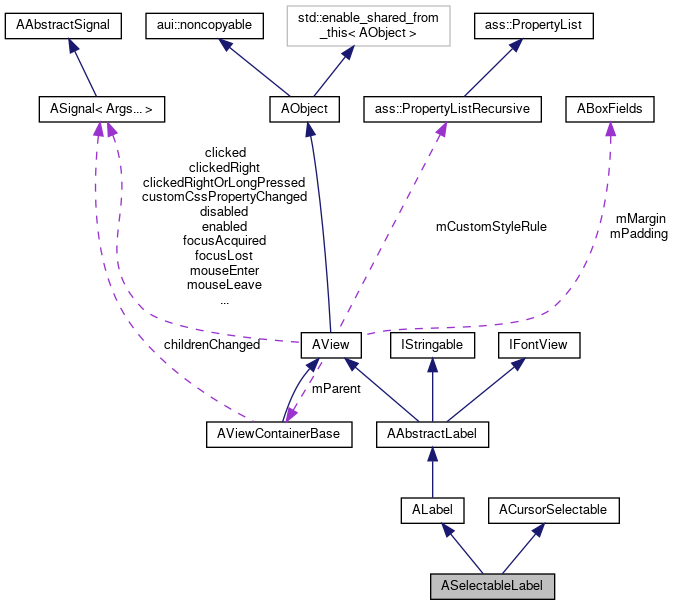 AAbstractSignal
aui::noncopyable
std::enable_shared_from
_this< AObject >
ass::PropertyList
ASignal< Args... >
AObject
ass::PropertyListRecursive
ABoxFields
clicked
clickedRight
clickedRightOrLongPressed
customCssPropertyChanged
disabled
enabled
focusAcquired
focusLost
mouseEnter
mouseLeave
...
mCustomStyleRule
mMargin
mPadding
childrenChanged
AView
IStringable
IFontView
mParent
AViewContainerBase
AAbstractLabel
ALabel
ACursorSelectable
ASelectableLabel